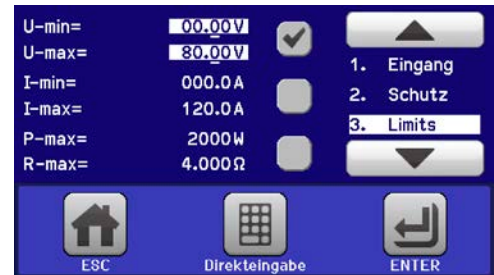 U-min= 00.00V
U-max= 80.00V
I-min= 000.0A
I-max= 120.0A
P-max= 2000W
R-max= 4.000Ω
1. Eingang
2. Schutz
3. Limits
ESC
Direkteingabe
ENTER